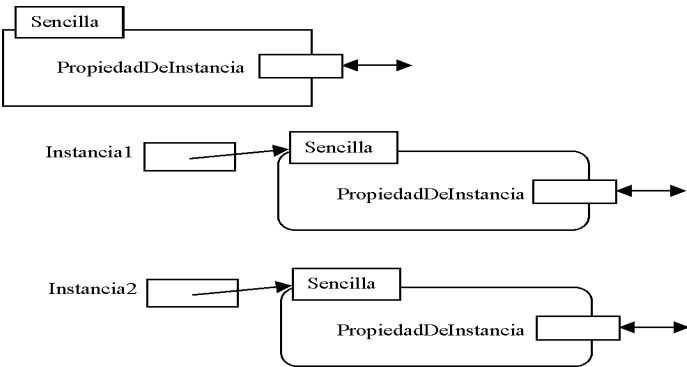 Sencilla
PropiedadDeInstancia
Instancia1
Sencilla
PropiedadDeInstancia
Instancia2
Sencilla
PropiedadDeInstancia